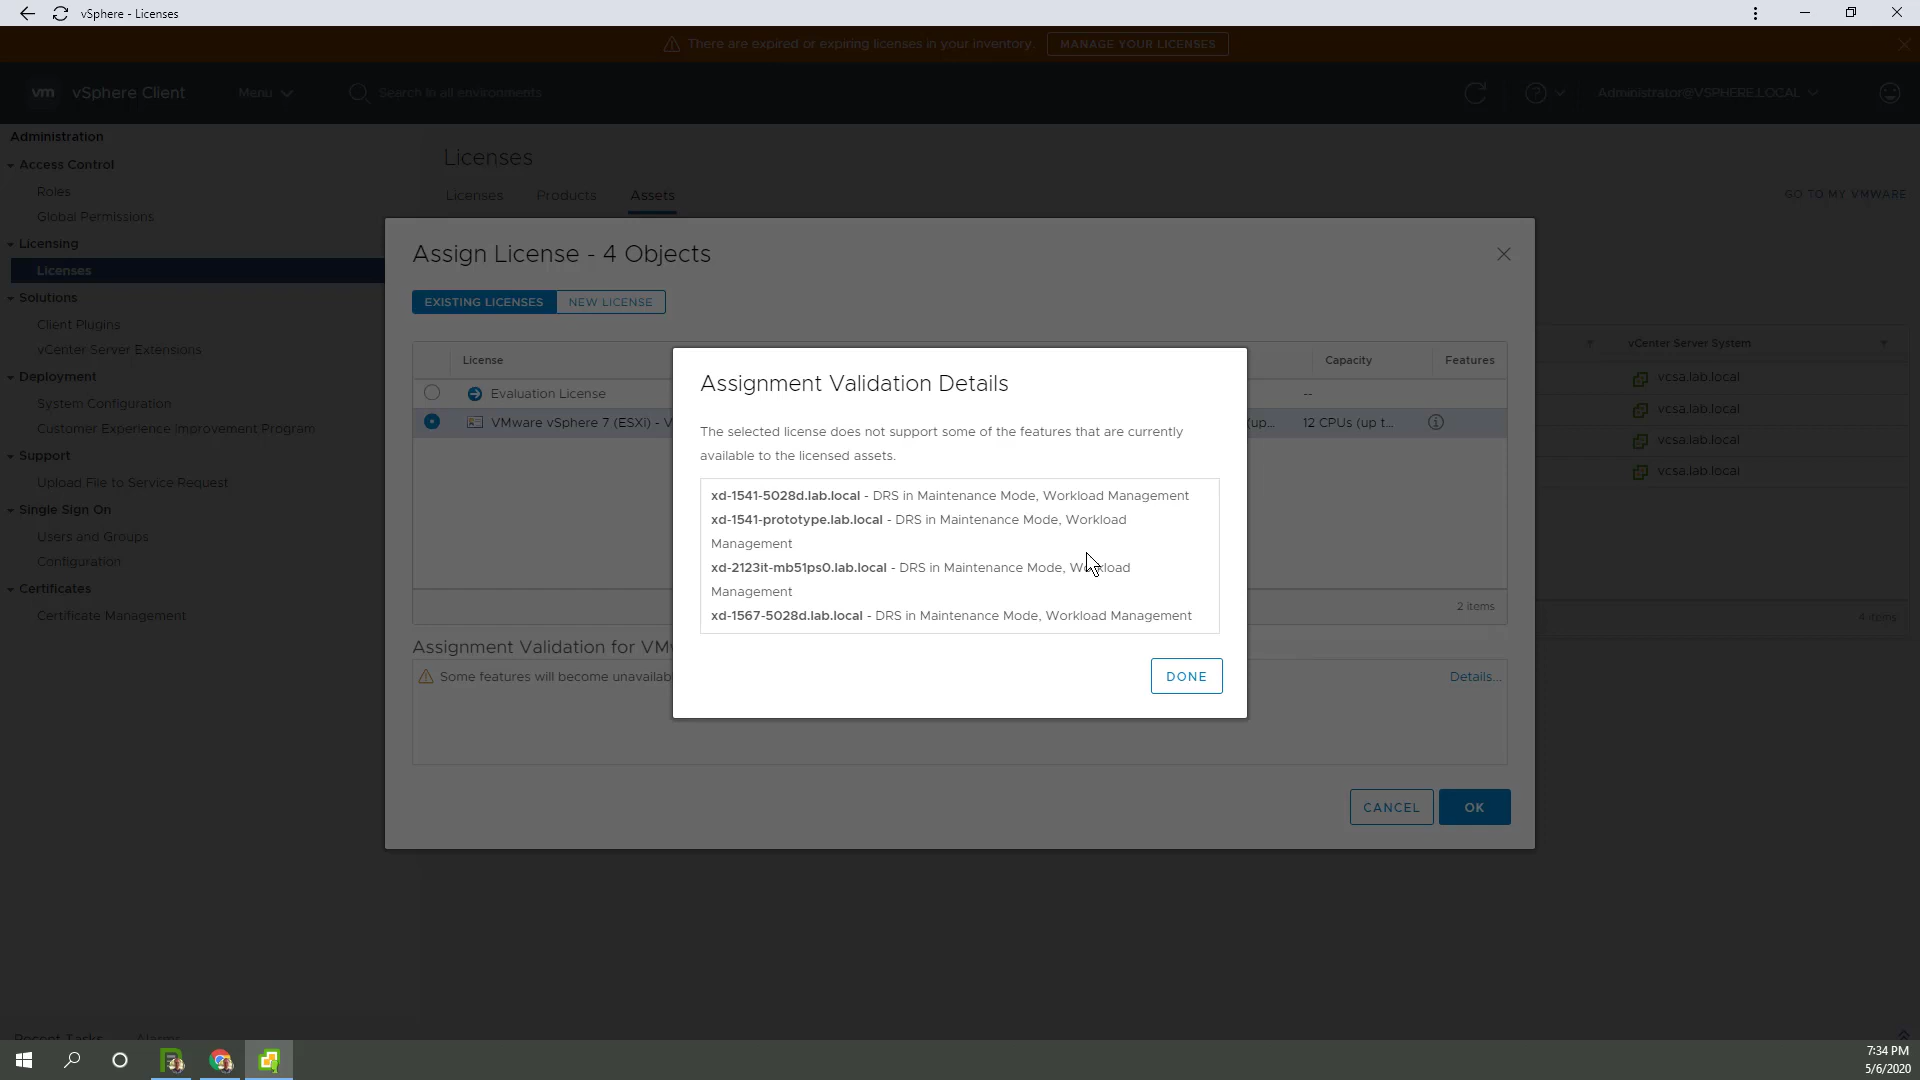 vSphere - Licenses
There are expired or expiring licenses in your inventory.
MANAGE YOUR LICENSES
vm vSphere Client
Menu
Search in all environments
Administrator@VSPHERE.LOCAL
Administration
Access Control
Roles
Global Permissions
Licensing
Licenses
Solutions
Client Plugins
vCenter Server Extensions
Deployment
System Configuration
Customer Experience Improvement Program
Support
Upload File to Service Request
Single Sign On
Users and Groups
Configuration
Certificates
Certificate Management
Licenses
Licenses Products Assets
GO TO MY VMWARE
Assign License - 4 Objects
EXISTING LICENSES NEW LICENSE
License Capacity Features
Evaluation License --
VMware vSphere 7 (ESXi) - V (up... 12 CPUs (up t...
2 items
Assignment Validation for
Some features will become
Details...
CANCEL OK
Assignment Validation Details
The selected license does not support some of the features that are currently
available to the licensed assets.
xd-1541-5028d.lab.local - DRS in Maintenance Mode, Workload Management
xd-1541-prototype.lab.local - DRS in Maintenance Mode, Workload
Management
xd-2123it-mb51ps0.lab.local - DRS in Maintenance Mode, Workload
Management
xd-1567-5028d.lab.local - DRS in Maintenance Mode, Workload Management
DONE
vCenter Server System
vcsa.lab.local
vcsa.lab.local
vcsa.lab.local
vcsa.lab.local
4 items
Recent Tasks Alarms
7:34 PM
5/6/2020